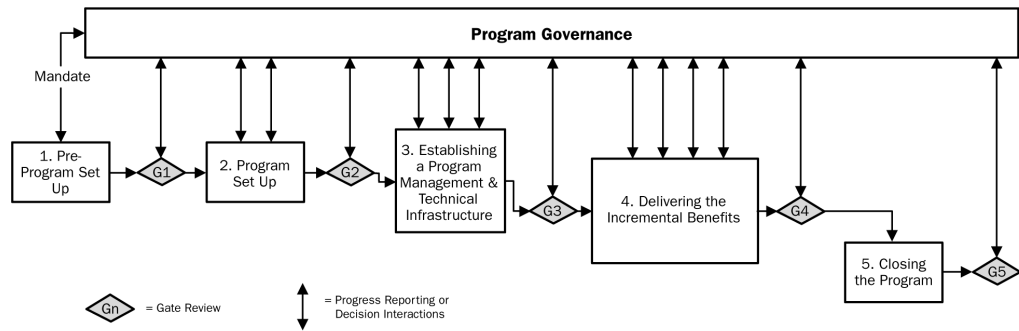 Program Governance
Mandate
1. Pre-
Program Set
Up
G1
2. Program
Set Up
G2
3. Establishing
a Program
Management &
Technical
Infrastructure
G3
4. Delivering the
Incremental Benefits
G4
5. Closing
the Program
G5
Gn
= Gate Review
= Progress Reporting or
Decision Interactions